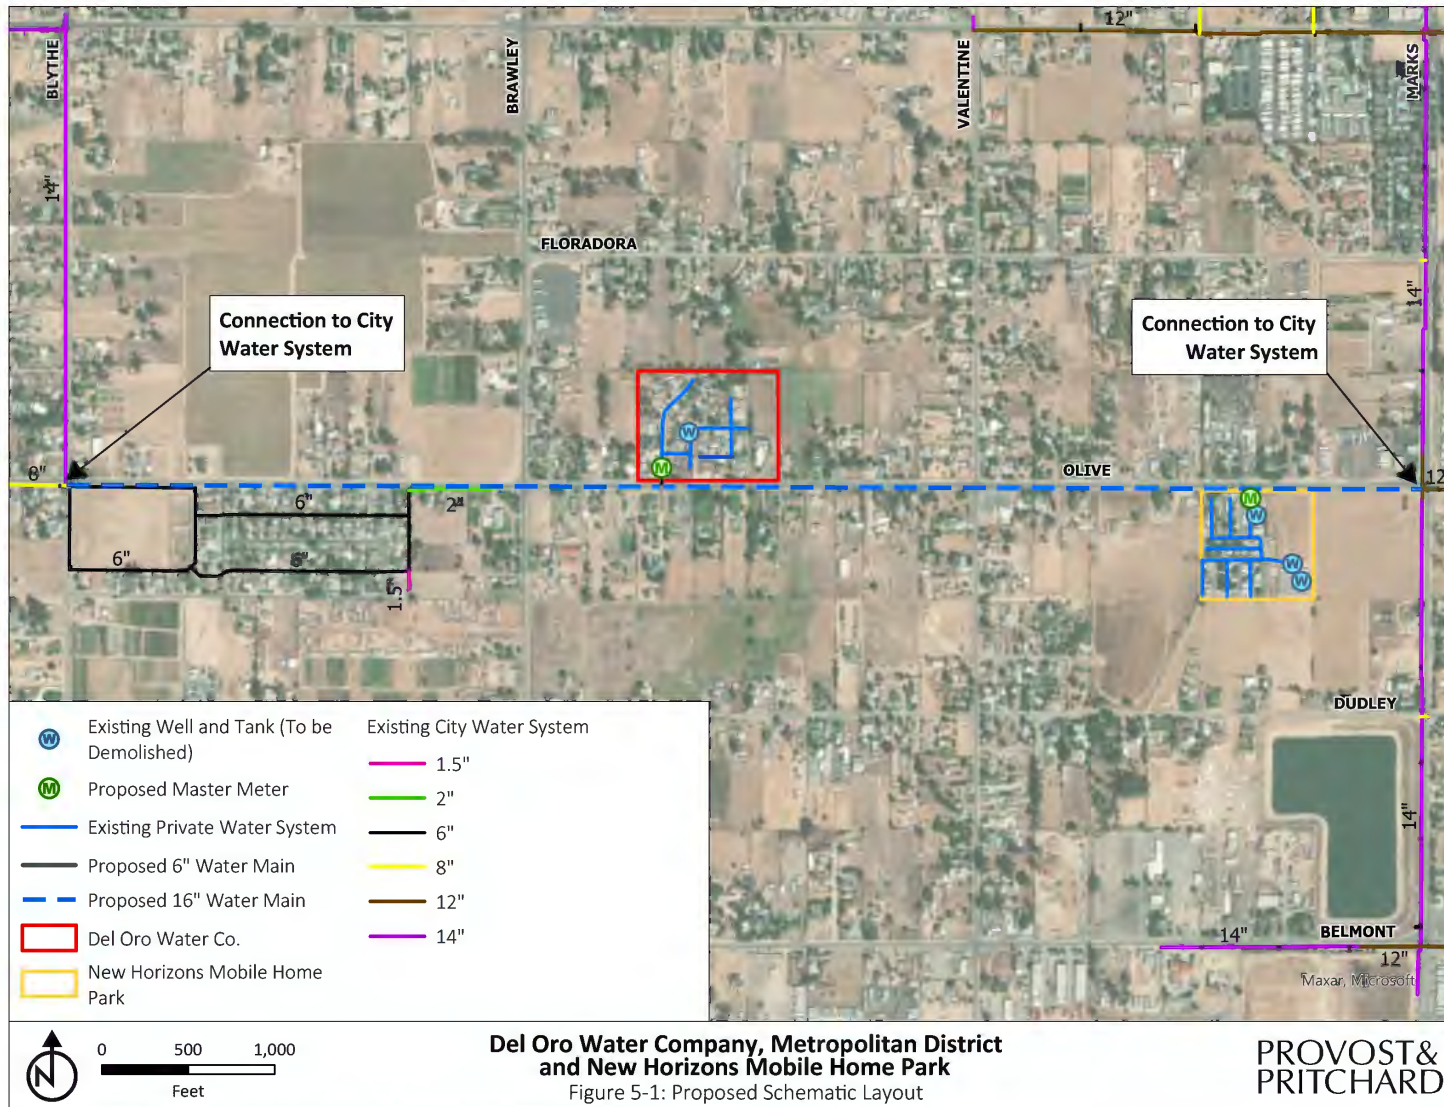 12"
BLYTHE
BRAWLEY
VALENTINE
MARKS
14"
FLORADORA
14"
Connection to City
Water System
Connection to City
Water System
OLIVE
8"
12"
6"
2"
6"
6"
1.5"
DUDLEY
14"
BELMONT
14"
12"
Maxar, Microsoft
M
W
M
W
W
W
W
Existing Well and Tank (To be
Demolished)
M
Proposed Master Meter
Existing Private Water System
Proposed 6" Water Main
Proposed 16" Water Main
Del Oro Water Co.
New Horizons Mobile Home
Park
Existing City Water System
1.5"
2"
6"
8"
12"
14"
N
0 500 1,000
Feet
Del Oro Water Company, Metropolitan District
and New Horizons Mobile Home Park
Figure 5-1: Proposed Schematic Layout
PROVOST&
PRITCHARD